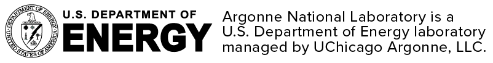 U.S. DEPARTMENT OF
ENERGY
Argonne National Laboratory is a
U.S. Department of Energy laboratory
managed by UChicago Argonne, LLC.